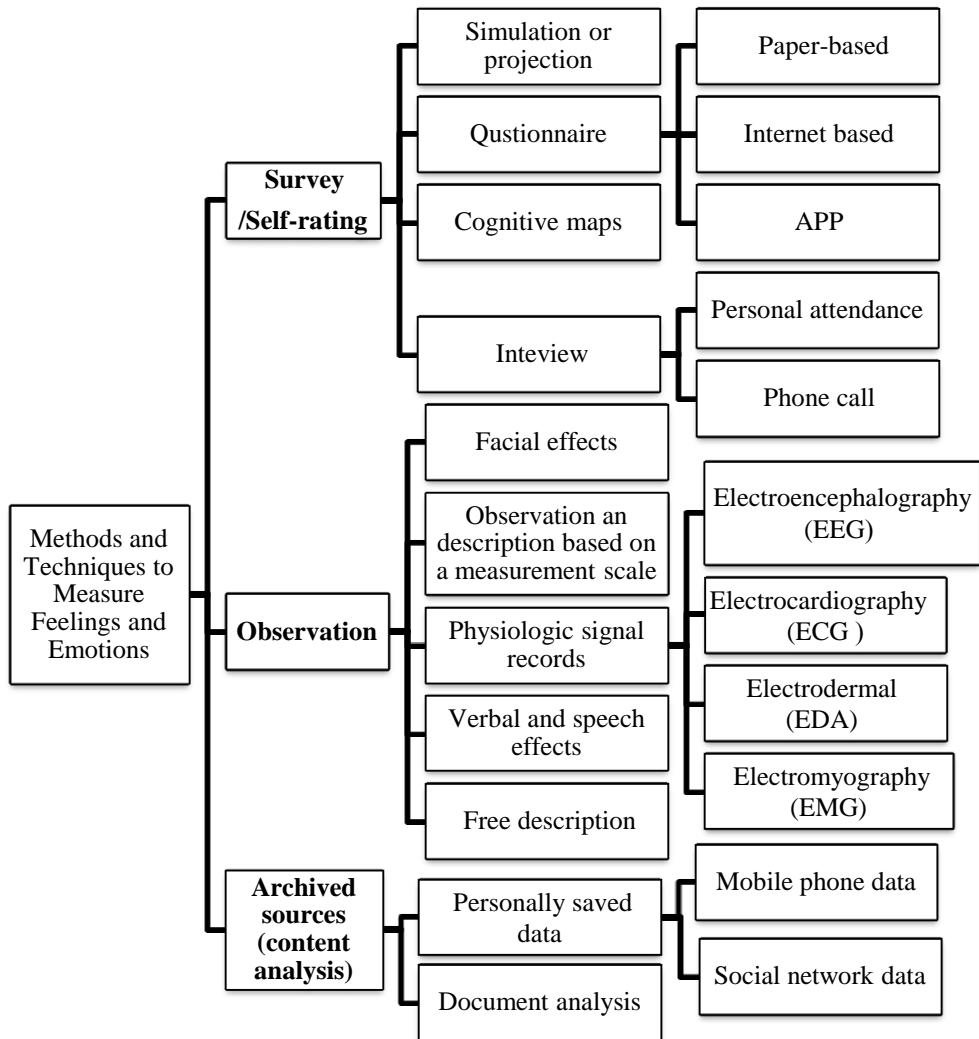 Methods and
Techniques to
Measure
Feelings and
Emotions
Survey
/Self-rating
Simulation or
projection
Qustionnaire
Paper-based
Internet based
APP
Cognitive maps
Inteview
Personal attendance
Phone call
Observation
Facial effects
Observation an
description based on
a measurement scale
Physiologic signal
records
Electroencephalography
(EEG)
Electrocardiography
(ECG )
Electrodermal
(EDA)
Electromyography
(EMG)
Verbal and speech
effects
Free description
Archived
sources
(content
analysis)
Personally saved
data
Mobile phone data
Social network data
Document analysis